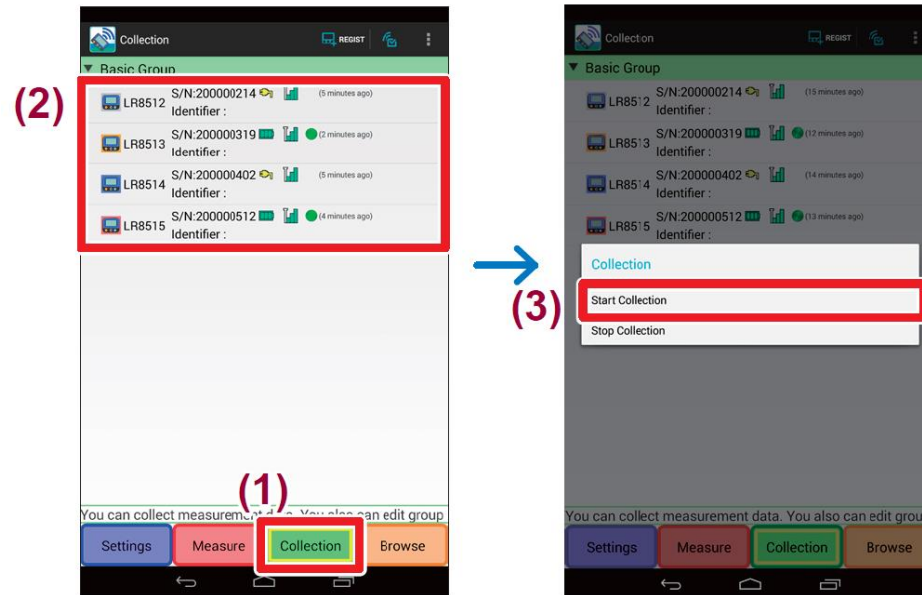 Collection
REGIST
Basic Group
(2)
LR8512
S/N:200000214
(5 minutes ago)
Identifier :
LR8513
S/N:200000319
(2 minutes ago)
Identifier :
LR8514
S/N:200000402
(5 minutes ago)
Identifier :
LR8515
S/N:200000512
(4 minutes ago)
Identifier :
(1)
You can collect measurement data. You also can edit group
Settings
Measure
Collection
Browse
Collection
REGIST
Basic Group
LR8512
S/N:200000214
(15 minutes ago)
Identifier :
LR8513
S/N:200000319
(12 minutes ago)
Identifier :
LR8514
S/N:200000402
(14 minutes ago)
Identifier :
LR8515
S/N:200000512
(13 minutes ago)
Identifier :
Collection
(3)
Start Collection
Stop Collection
You can collect measurement data. You also can edit grou
Settings
Measure
Collection
Browse